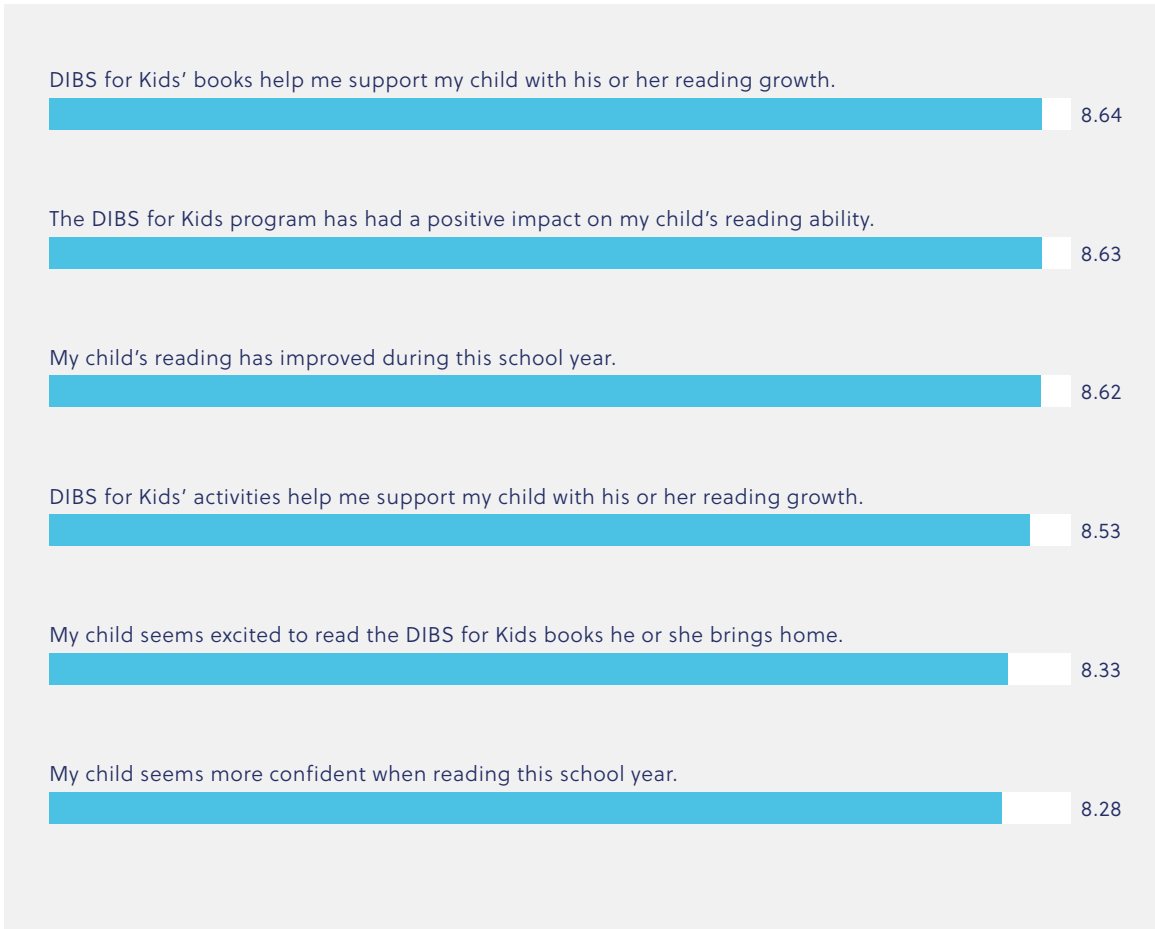 DIBS for Kids’ books help me support my child with his or her reading growth.
8.64
The DIBS for Kids program has had a positive impact on my child’s reading ability.
8.63
My child’s reading has improved during this school year.
8.62
DIBS for Kids’ activities help me support my child with his or her reading growth.
8.53
My child seems excited to read the DIBS for Kids books he or she brings home.
8.33
My child seems more confident when reading this school year.
8.28